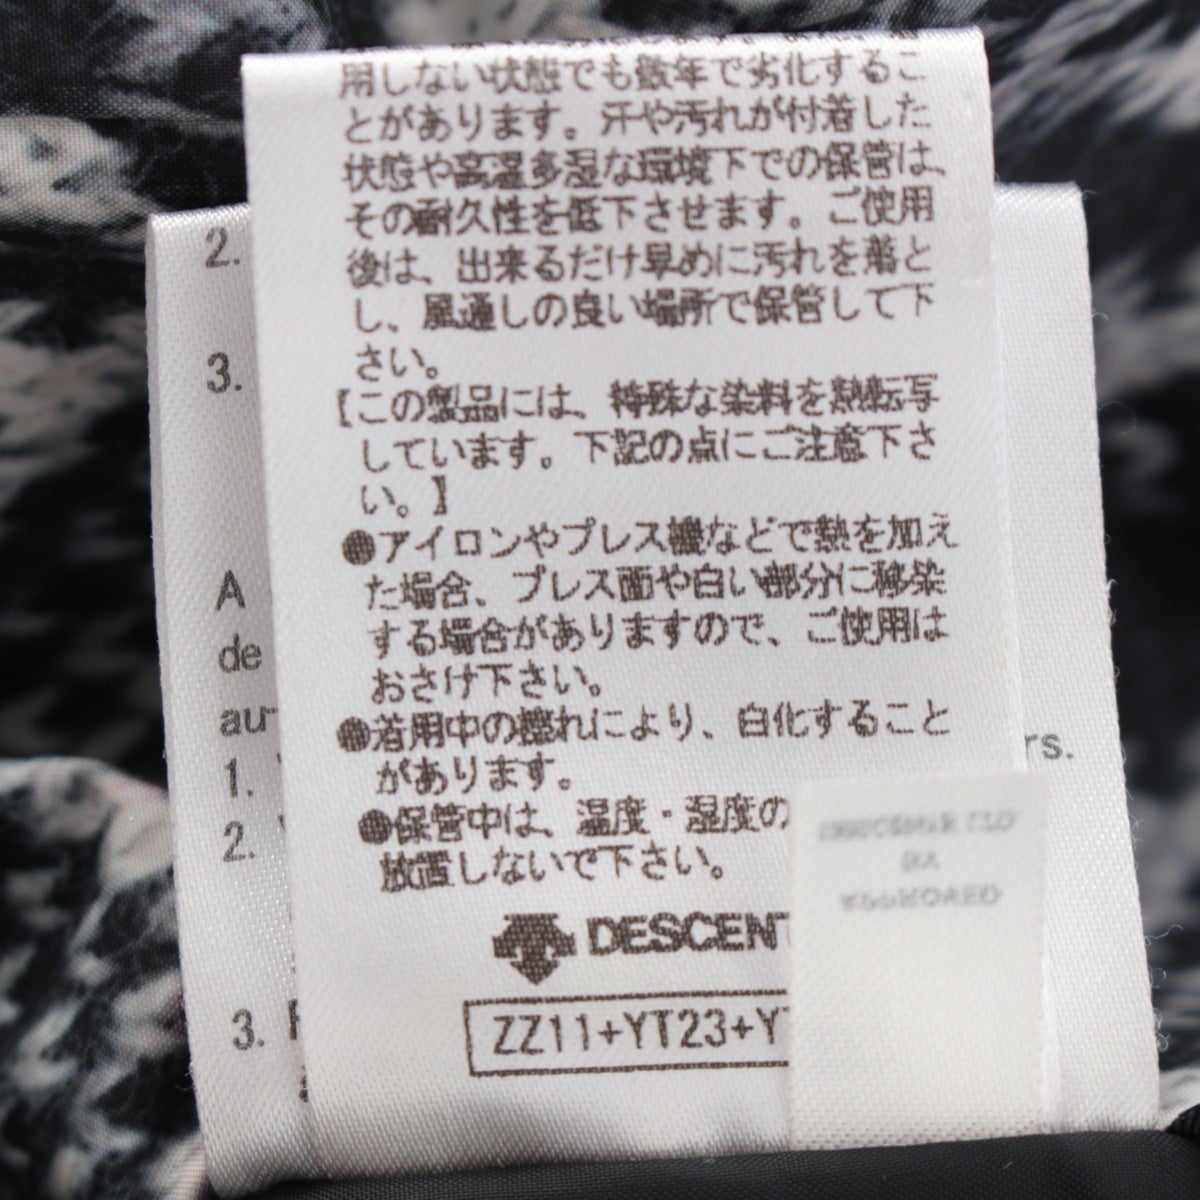 用しない状態でも数年で劣化するこ
とがあります。汗や汚れが付着した
状態や高温多湿な環境下での保管は、
その耐久性を低下させます。ご使用
後は、出来るだけ早めに汚れを落と
し、風通しの良い場所で保管して下
さい。
【この製品には、特殊な染料を熱転写
しています。下記の点にご注意下さ
い。】
●アイロンやプレス機などで熱を加え
た場合、プレス面や白い部分に移染
する場合がありますので、ご使用は
おさけ下さい。
●着用中の擦れにより、白化すること
があります。
●保管中は、温度・湿度の
放置しないで下さい。
DESCENT
ZZ11+YT23+Y
2.
3.
A
de
au
1.
2.
3.
rs.